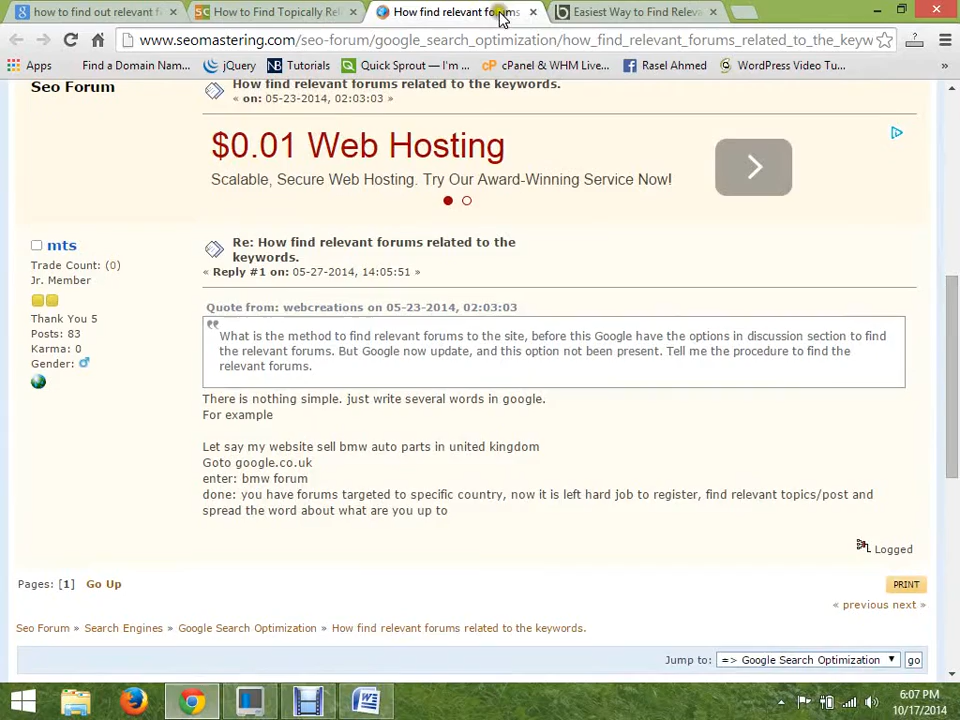 how to find out relevant f
How to Find Topically Rel
How find relevant forums
Easiest Way to Find Releva
www.seomastering.com/seo-forum/google_search_optimization/how_find_relevant_forums_related_to_the_keyw
Apps
Find a Domain Nam...
jQuery
Tutorials
Quick Sprout — I'm ...
cPanel & WHM Live...
Rasel Ahmed
WordPress Video Tu...
»
Seo Forum
How find relevant forums related to the keywords.
« on: 05-23-2014, 02:03:03 »
$0.01 Web Hosting
Scalable, Secure Web Hosting. Try Our Award-Winning Service Now!
mts
Trade Count: (0)
Jr. Member
Thank You 5
Posts: 83
Karma: 0
Gender:
Re: How find relevant forums related to the
keywords.
« Reply #1 on: 05-27-2014, 14:05:51 »
Quote from: webcreations on 05-23-2014, 02:03:03
What is the method to find relevant forums to the site, before this Google have the options in discussion section to find
the relevant forums. But Google now update, and this option not been present. Tell me the procedure to find the
relevant forums.
There is nothing simple. just write several words in google.
For example
Let say my website sell bmw auto parts in united kingdom
Goto google.co.uk
enter: bmw forum
done: you have forums targeted to specific country, now it is left hard job to register, find relevant topics/post and
spread the word about what are you up to
Logged
Pages: [1] Go Up
PRINT
« previous next »
Seo Forum » Search Engines » Google Search Optimization » How find relevant forums related to the keywords.
Jump to: => Google Search Optimization go
6:07 PM
10/17/2014